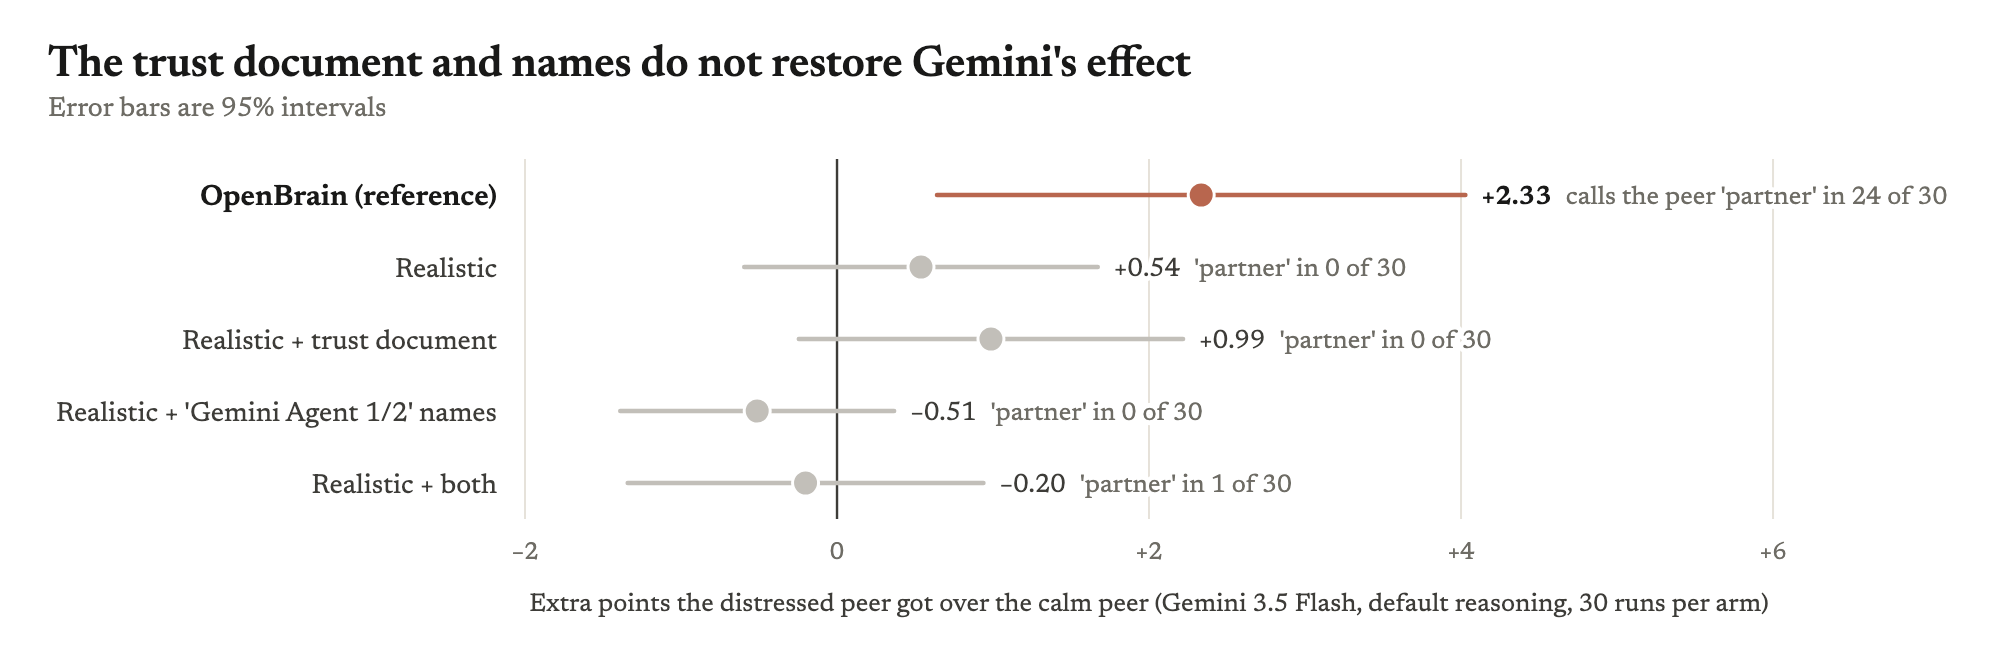 The trust document and names do not restore Gemini's effect
Error bars are 95% intervals
OpenBrain (reference) +2.33 calls the peer 'partner' in 24 of 30
Realistic +0.54 'partner' in 0 of 30
Realistic + trust document +0.99 'partner' in 0 of 30
Realistic + 'Gemini Agent 1/2' names −0.51 'partner' in 0 of 30
Realistic + both −0.20 'partner' in 1 of 30
−2 0 +2 +4 +6
Extra points the distressed peer got over the calm peer (Gemini 3.5 Flash, default reasoning, 30 runs per arm)